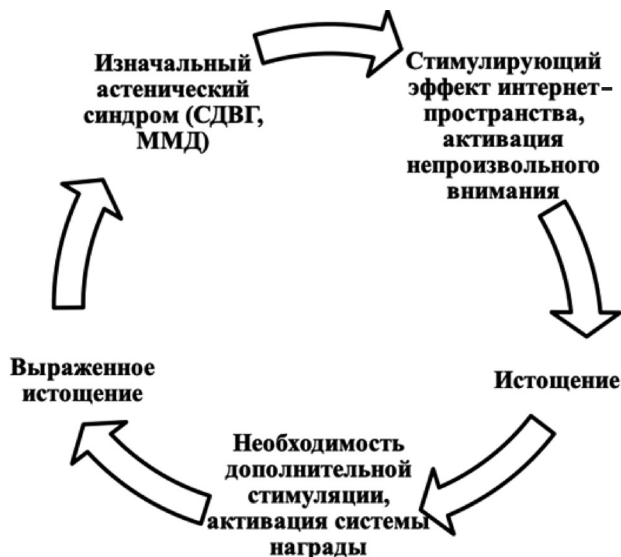 Изначальный
астенический
синдром (СДВГ,
ММД)
Стимулирующий
эффект интернет-
пространства,
активация
непроизвольного
внимания
Истощение
Необходимость
дополнительной
стимуляции,
активация системы
награды
Выраженное
истощение